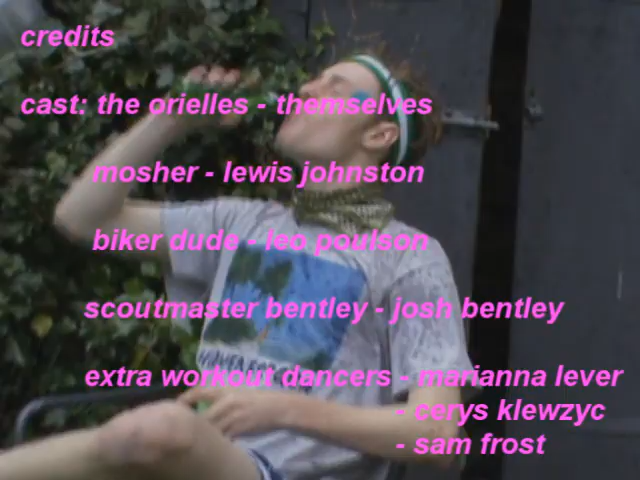 credits
cast: the orielles - themselves
mosher - lewis johnston
biker dude - leo poulson
scoutmaster bentley - josh bentley
extra workout dancers - marianna lever
- cerys klewzyc
- sam frost